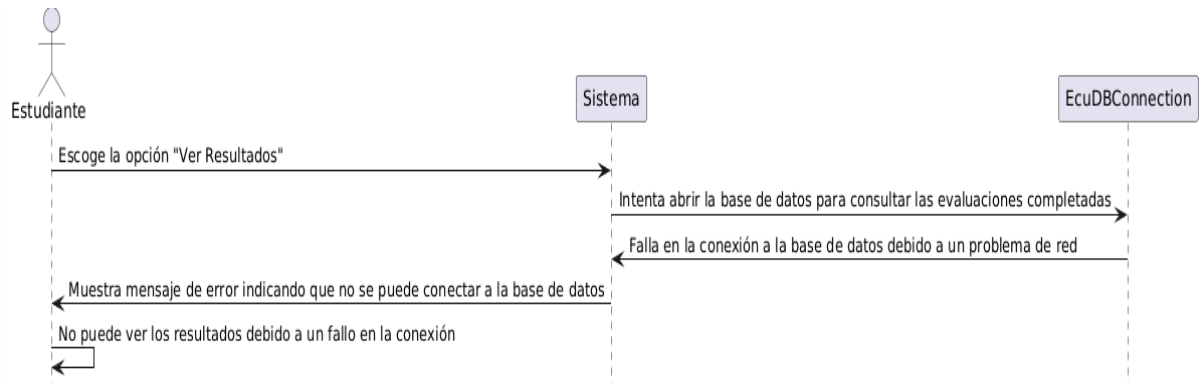 Estudiante
Sistema
EcuDBConnection
Escoge la opción "Ver Resultados"
Intenta abrir la base de datos para consultar las evaluaciones completadas
Falla en la conexión a la base de datos debido a un problema de red
Muestra mensaje de error indicando que no se puede conectar a la base de datos
No puede ver los resultados debido a un fallo en la conexión